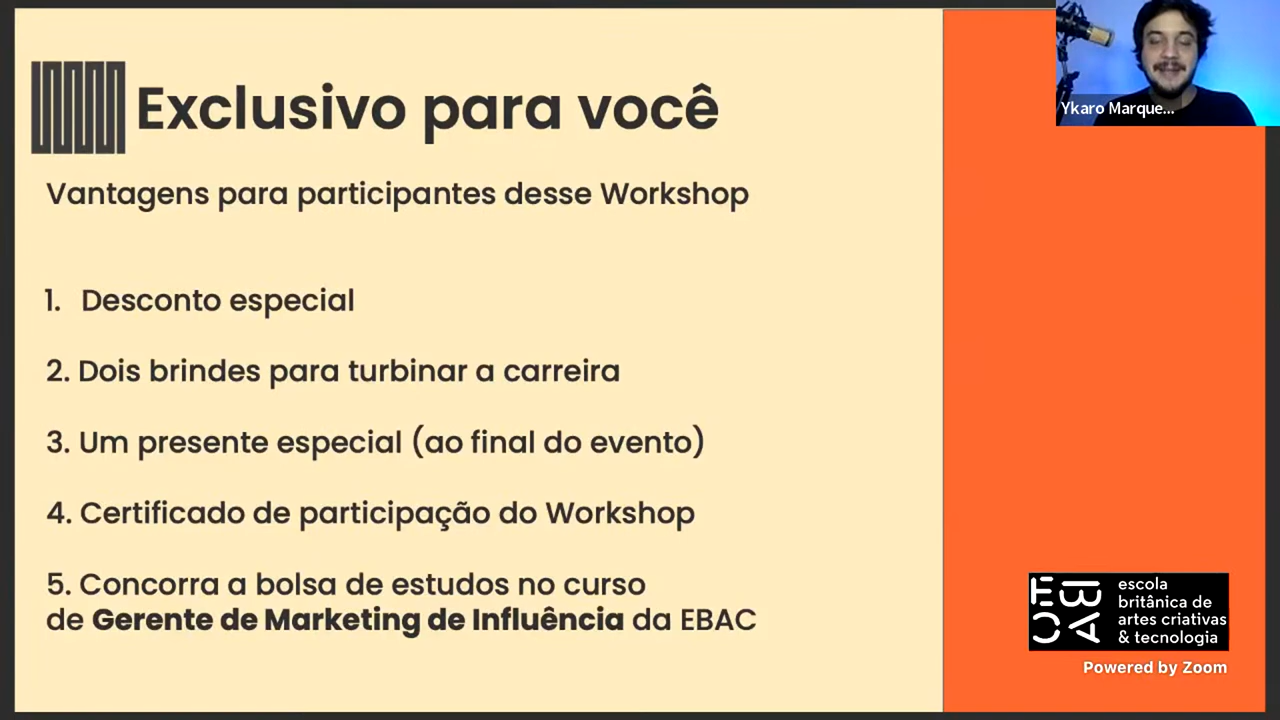 Exclusivo para você
Vantagens para participantes desse Workshop
1. Desconto especial
2. Dois brindes para turbinar a carreira
3. Um presente especial (ao final do evento)
4. Certificado de participação do Workshop
5. Concorra a bolsa de estudos no curso
de Gerente de Marketing de Influência da EBAC
Ykaro Marque...
EBAC
escola
britânica de
artes criativas
& tecnologia
Powered by Zoom